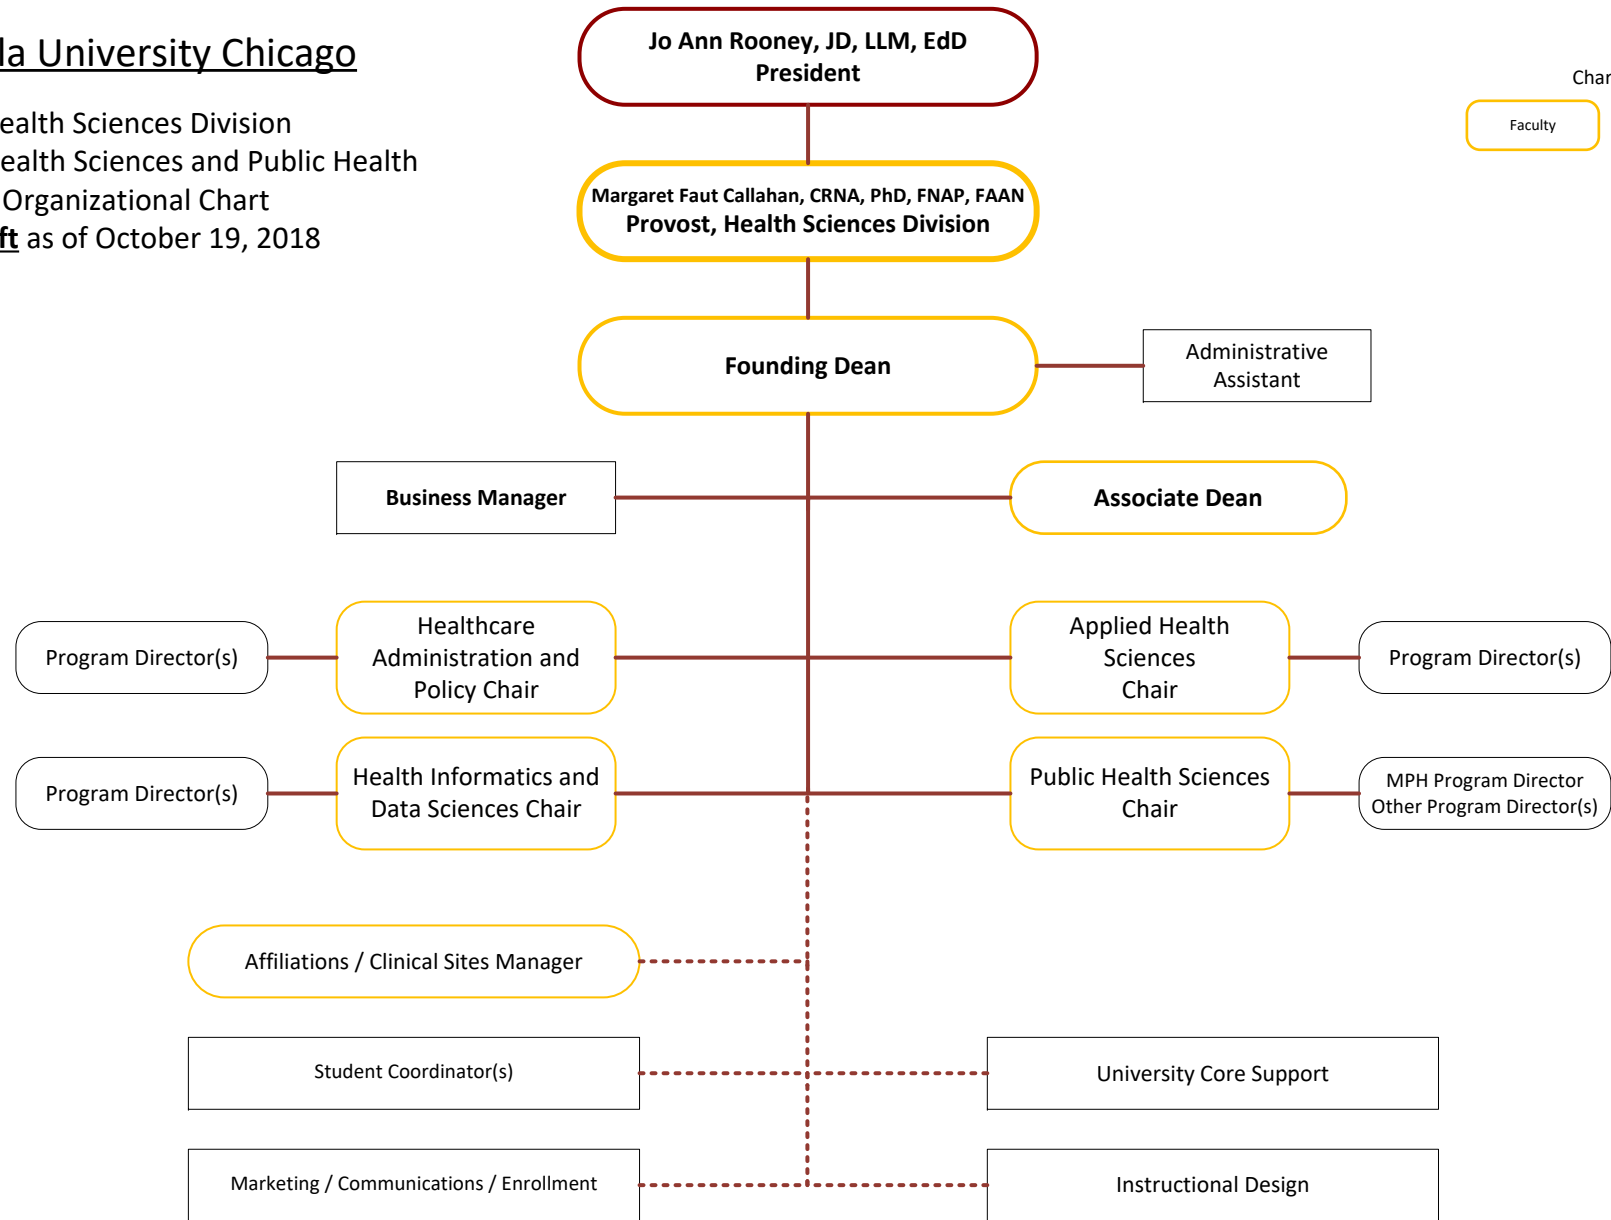 la University Chicago
ealth Sciences Division
ealth Sciences and Public Health
Organizational Chart
ft as of October 19, 2018
Jo Ann Rooney, JD, LLM, EdD
President
Char
Faculty
Margaret Faut Callahan, CRNA, PhD, FNAP, FAAN
Provost, Health Sciences Division
Founding Dean
Administrative
Assistant
Business Manager
Associate Dean
Program Director(s)
Healthcare
Administration and
Policy Chair
Applied Health
Sciences
Chair
Program Director(s)
Program Director(s)
Health Informatics and
Data Sciences Chair
Public Health Sciences
Chair
MPH Program Director
Other Program Director(s)
Affiliations / Clinical Sites Manager
Student Coordinator(s)
University Core Support
Marketing / Communications / Enrollment
Instructional Design